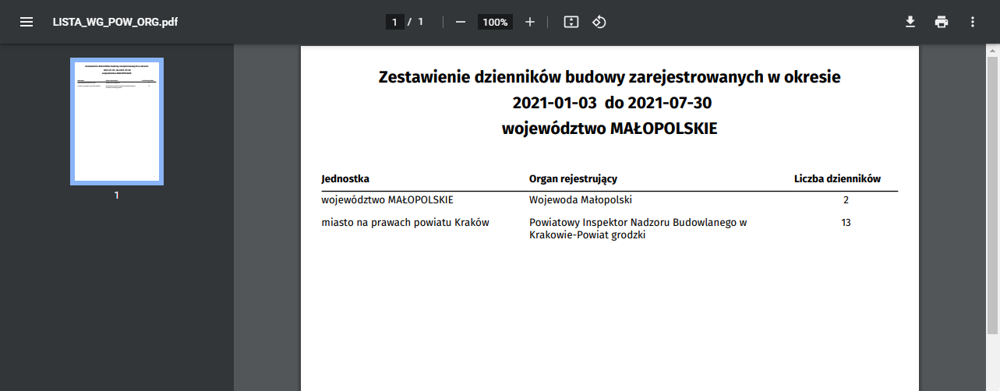 LISTA_WG_POW_ORG.pdf
1 / 1
100%
1
Zestawienie dzienników budowy zarejestrowanych w okresie
2021-01-03 do 2021-07-30
województwo MAŁOPOLSKIE
Jednostka Organ rejestrujący Liczba dzienników
województwo MAŁOPOLSKIE Wojewoda Małopolski 2
miasto na prawach powiatu Kraków Powiatowy Inspektor Nadzoru Budowlanego w 13
Krakowie-Powiat grodzki